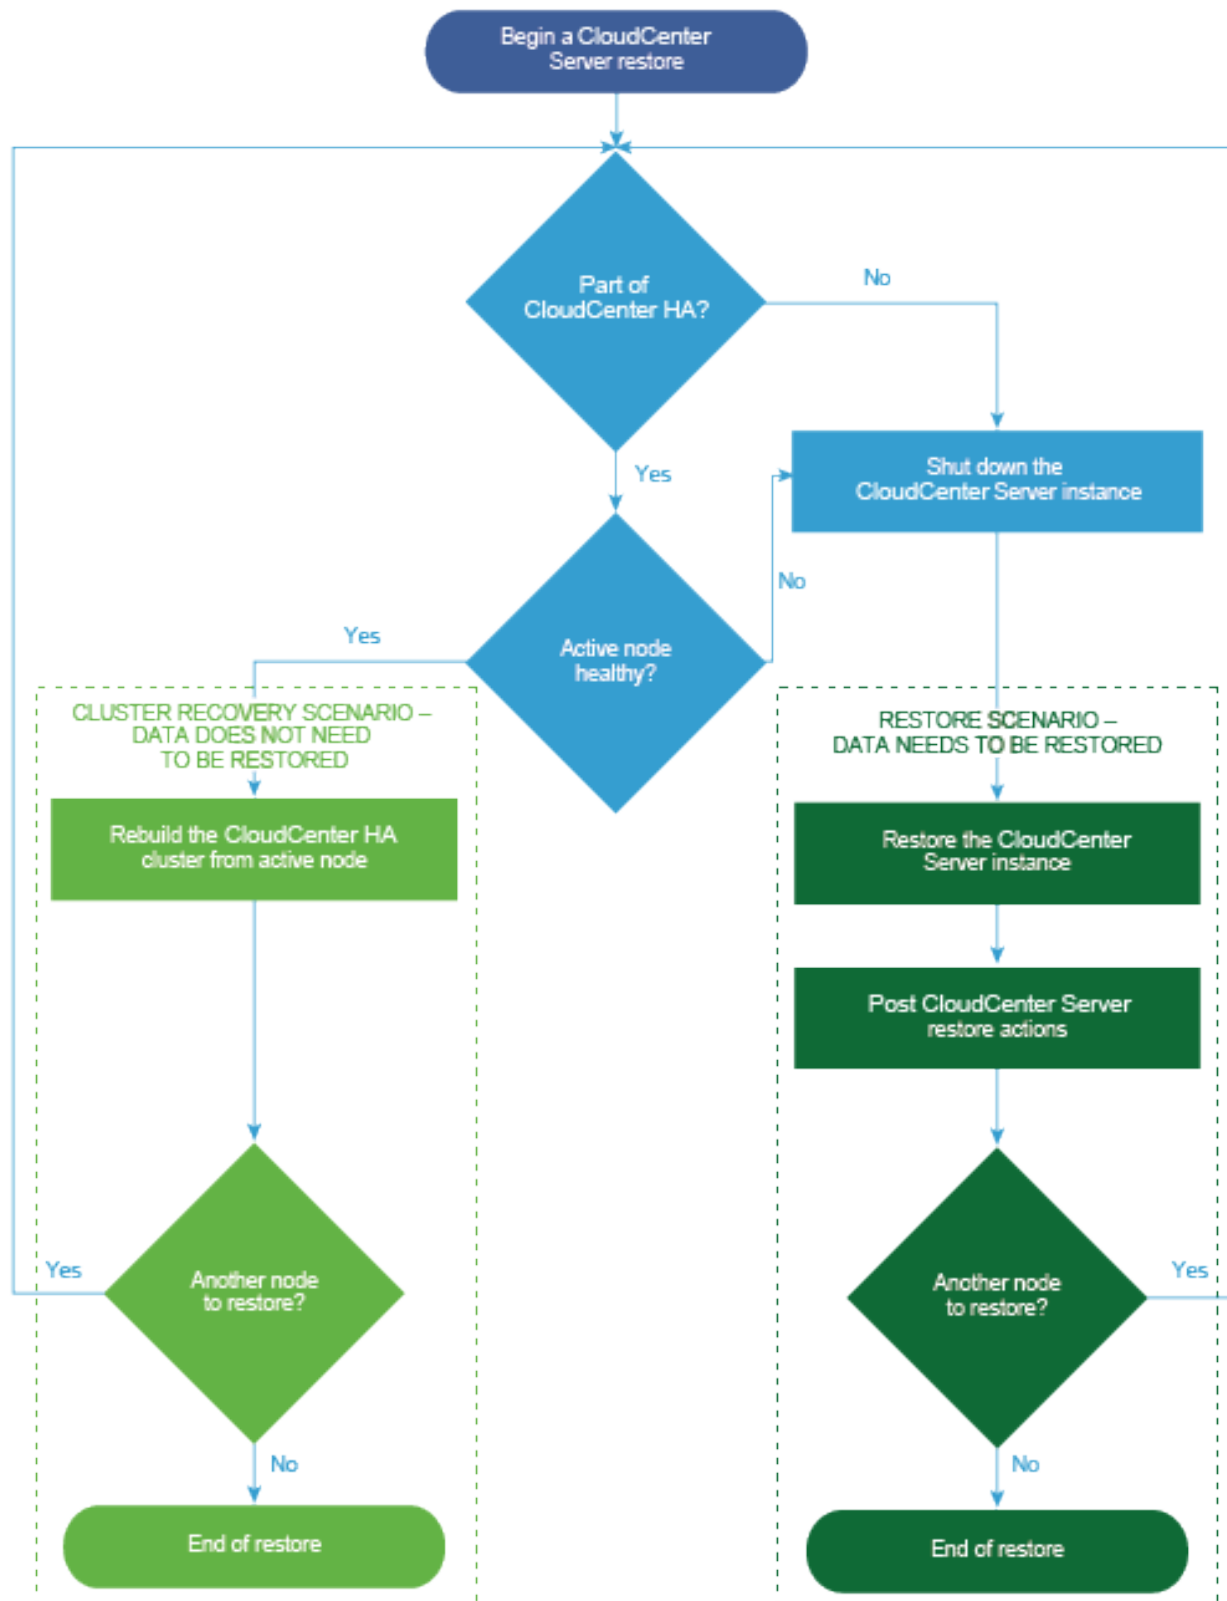 Begin a CloudCenter
Server restore
Part of
CloudCenter HA?
No
Yes
Shut down the
CloudCenter Server instance
No
Active node
healthy?
Yes
CLUSTER RECOVERY SCENARIO –
DATA DOES NOT NEED
TO BE RESTORED
RESTORE SCENARIO –
DATA NEEDS TO BE RESTORED
Rebuild the CloudCenter HA
cluster from active node
Restore the CloudCenter
Server instance
Post CloudCenter Server
restore actions
Yes
Another node
to restore?
Another node
to restore?
Yes
No
No
End of restore
End of restore